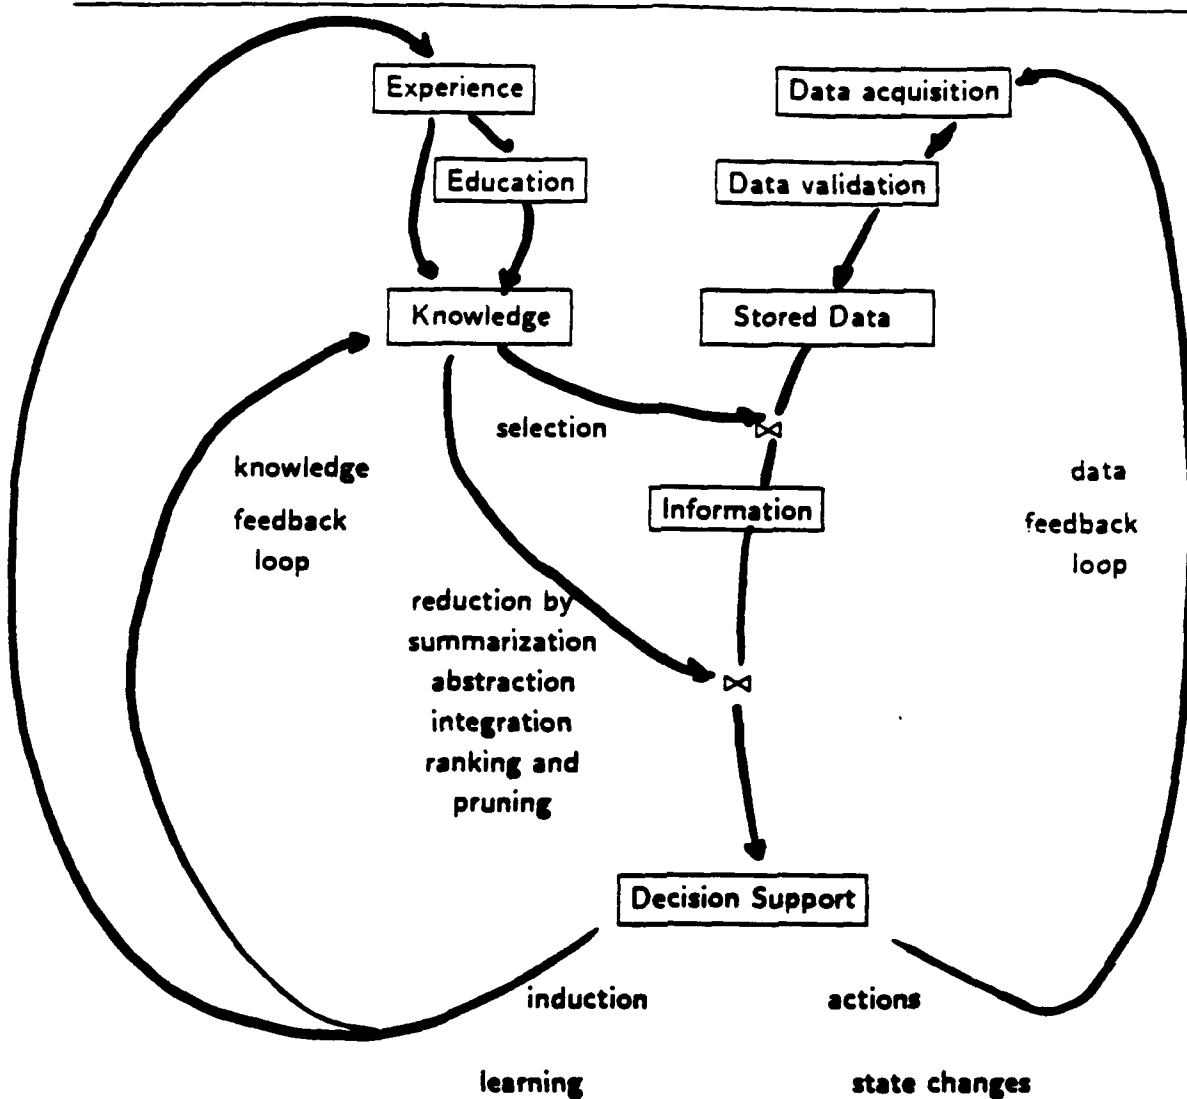 Experience
Data acquisition
Education
Data validation
Knowledge
Stored Data
selection
knowledge
feedback
loop
data
feedback
loop
Information
reduction by
summarization
abstraction
integration
ranking and
pruning
Decision Support
induction
actions
learning
state changes